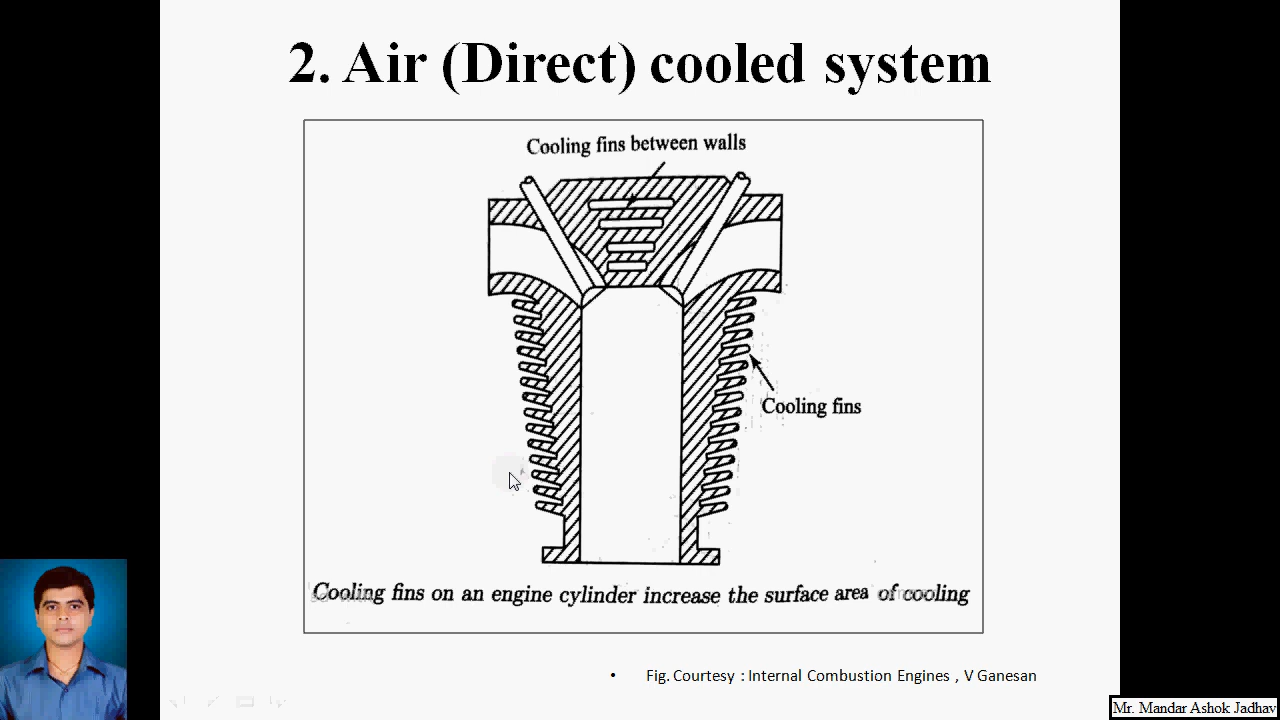 2. Air (Direct) cooled system
Cooling fins between walls
Cooling fins
Cooling fins on an engine cylinder increase the surface area of cooling
• Fig. Courtesy : Internal Combustion Engines , V Ganesan
Mr. Mandar Ashok Jadhav